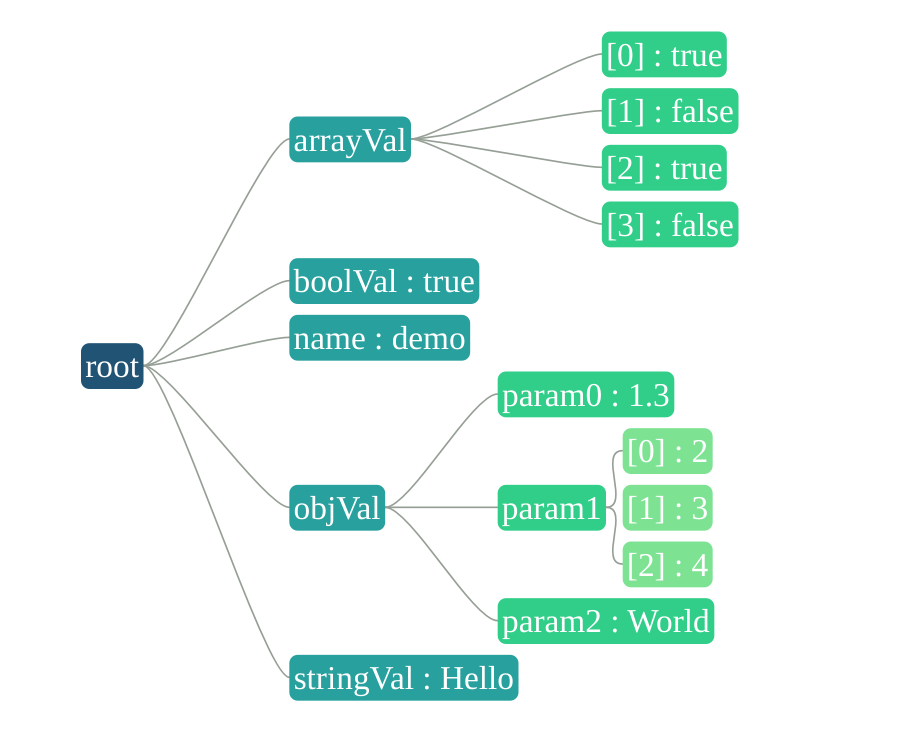 [0] : true
[1] : false
arrayVal
[2] : true
[3] : false
boolVal : true
name : demo
root
param0 : 1.3
[0] : 2
objVal
param1
[1] : 3
[2] : 4
param2 : World
stringVal : Hello